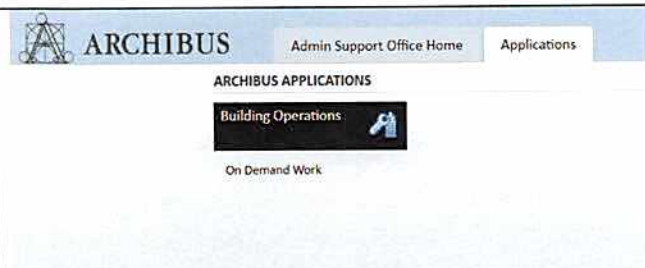 ARCHIBUS
Admin Support Office Home
Applications
ARCHIBUS APPLICATIONS
Building Operations
On Demand Work